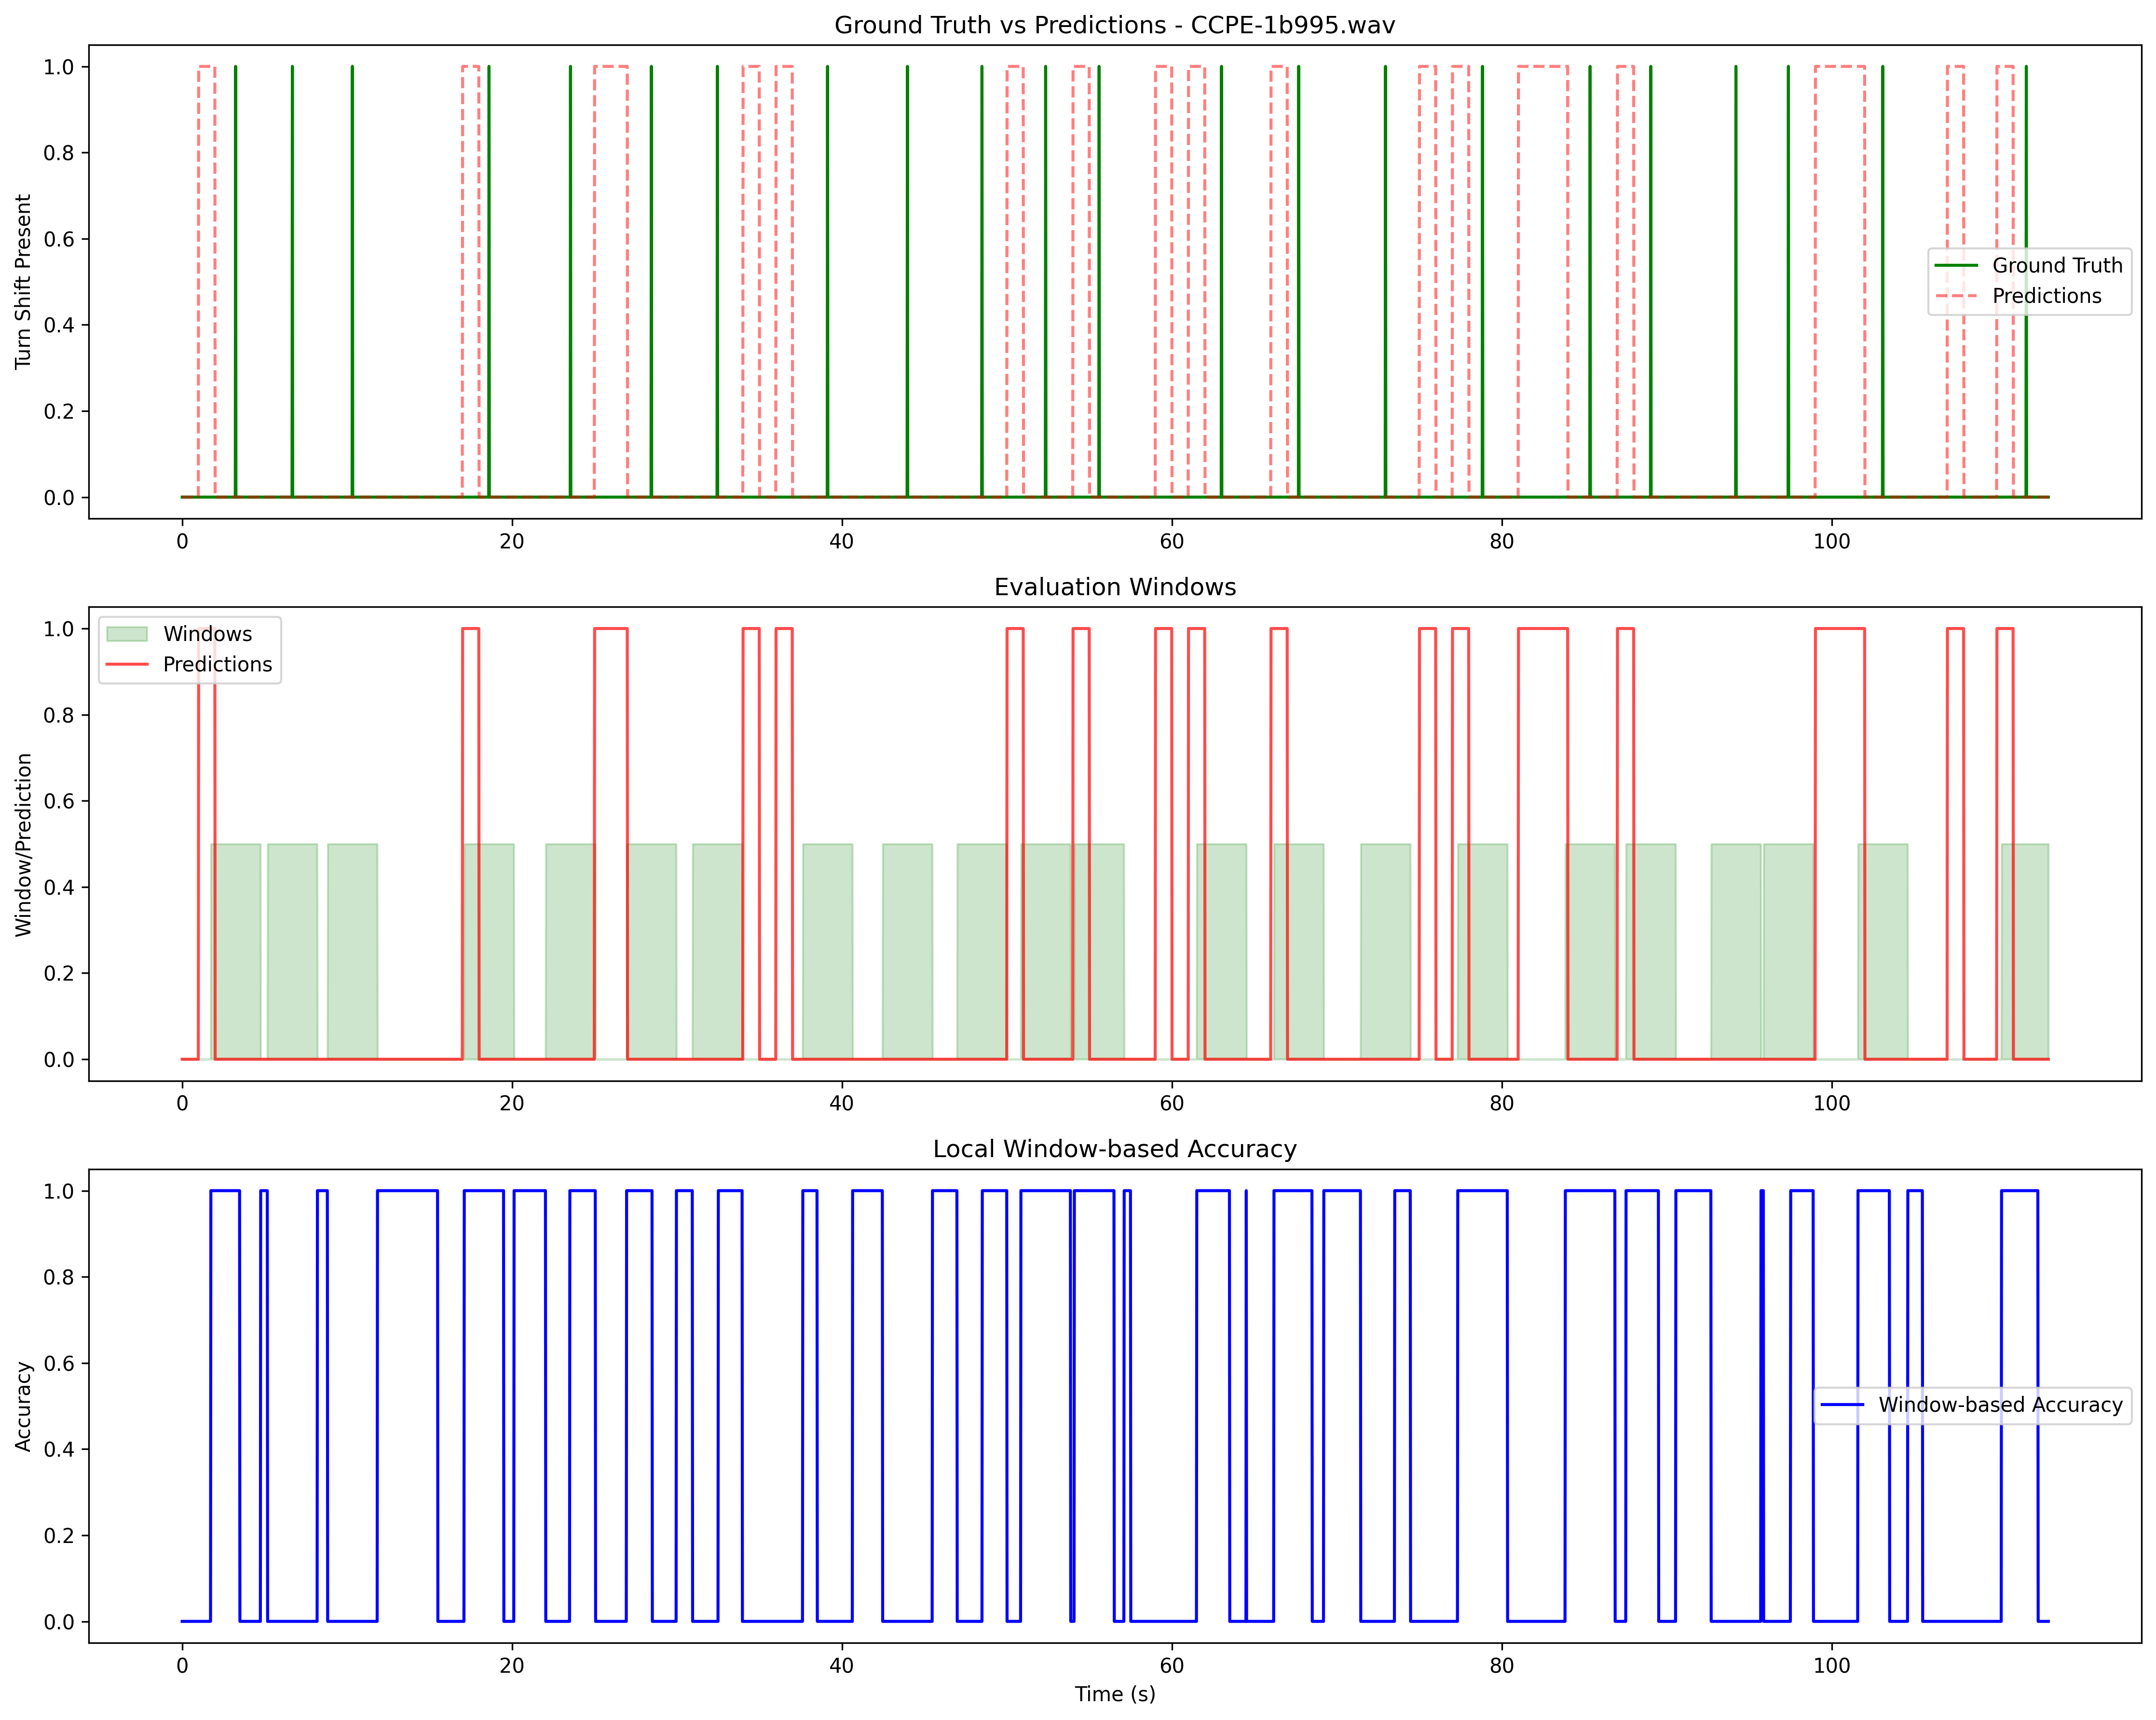 Ground Truth vs Predictions - CCPE-1b995.wav
Turn Shift Present
1.0
0.8
0.6
0.4
0.2
0.0
Ground Truth
Predictions
0 20 40 60 80 100
Evaluation Windows
Window/Prediction
1.0
0.8
0.6
0.4
0.2
0.0
Windows
Predictions
0 20 40 60 80 100
Local Window-based Accuracy
Accuracy
1.0
0.8
0.6
0.4
0.2
0.0
Window-based Accuracy
0 20 40 60 80 100
Time (s)